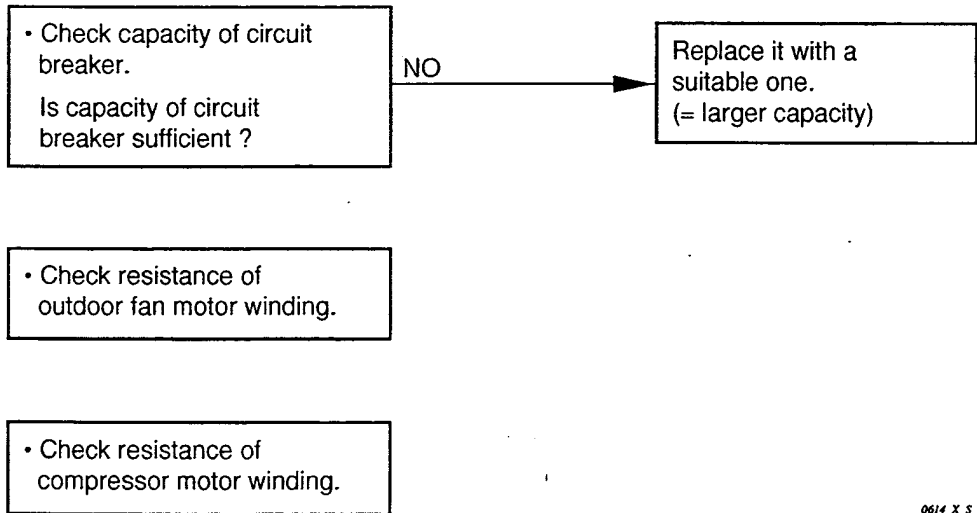 • Check capacity of circuit
breaker.
Is capacity of circuit
breaker sufficient ?
NO
Replace it with a
suitable one.
(= larger capacity)
• Check resistance of
outdoor fan motor winding.
• Check resistance of
compressor motor winding.
0614 X S